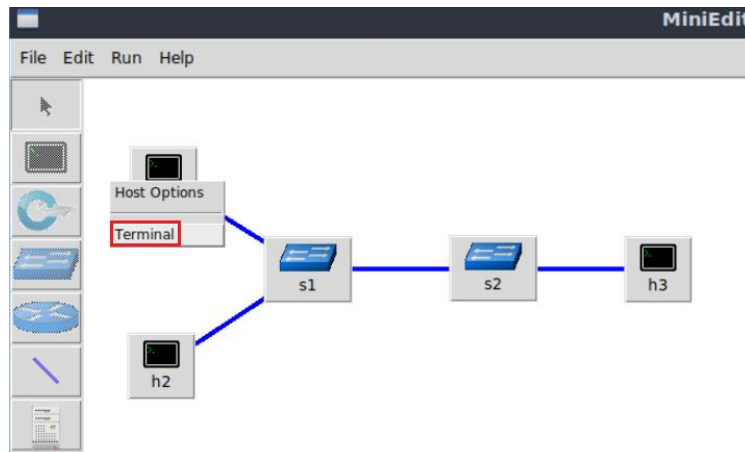 MiniEdit
File Edit Run Help
Host Options
Terminal
s1
s2
h3
h2